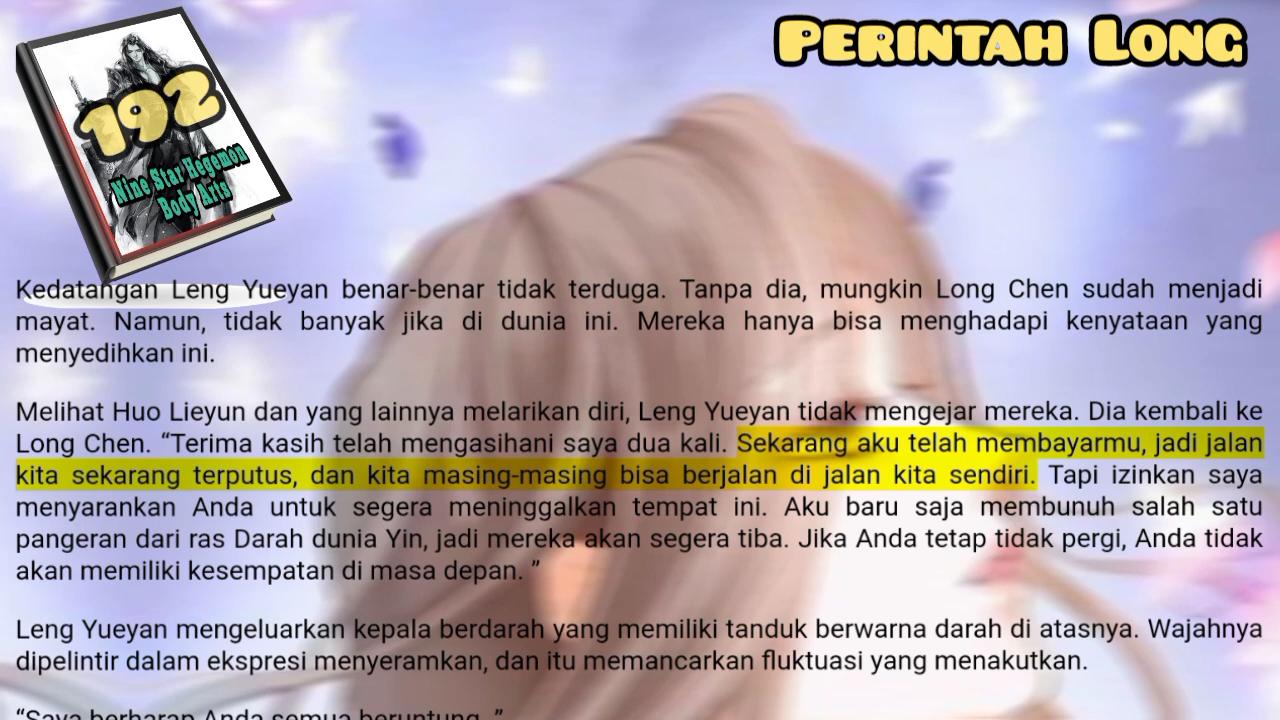 PERINTAH LONG
192
Nine Star Hegemon
Body Arts
Kedatangan Leng Yueyan benar-benar tidak terduga. Tanpa dia, mungkin Long Chen sudah menjadi
mayat. Namun, tidak banyak jika di dunia ini. Mereka hanya bisa menghadapi kenyataan yang
menyedihkan ini.
Melihat Huo Lieyun dan yang lainnya melarikan diri, Leng Yueyan tidak mengejar mereka. Dia kembali ke
Long Chen. “Terima kasih telah mengasihani saya dua kali. Sekarang aku telah membayarmu, jadi jalan
kita sekarang terputus, dan kita masing-masing bisa berjalan di jalan kita sendiri. Tapi izinkan saya
menyarankan Anda untuk segera meninggalkan tempat ini. Aku baru saja membunuh salah satu
pangeran dari ras Darah dunia Yin, jadi mereka akan segera tiba. Jika Anda tetap tidak pergi, Anda tidak
akan memiliki kesempatan di masa depan. ”
Leng Yueyan mengeluarkan kepala berdarah yang memiliki tanduk berwarna darah di atasnya. Wajahnya
dipelintir dalam ekspresi menyeramkan, dan itu memancarkan fluktuasi yang menakutkan.
“Saya berharap Anda semua beruntung. ”